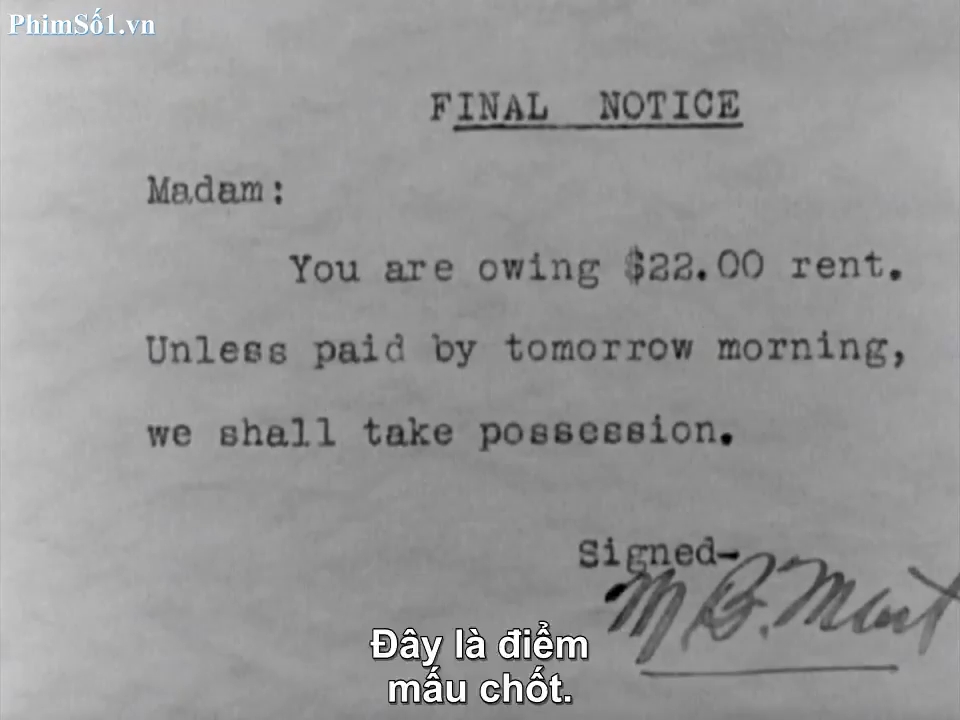 PhimSố1.vn
FINAL NOTICE
Madam:
You are owing $22.00 rent.
Unless paid by tomorrow morning,
we shall take possession.
Signed-
M.B.
Đây là điểm
mấu chốt.